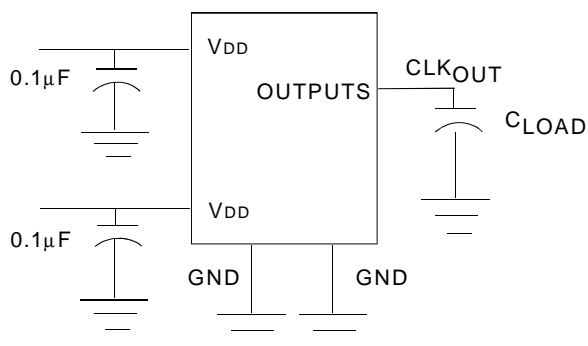 VDD
0.1µF
CLKOUT
OUTPUTS
CLOAD
VDD
0.1µF
GND
GND